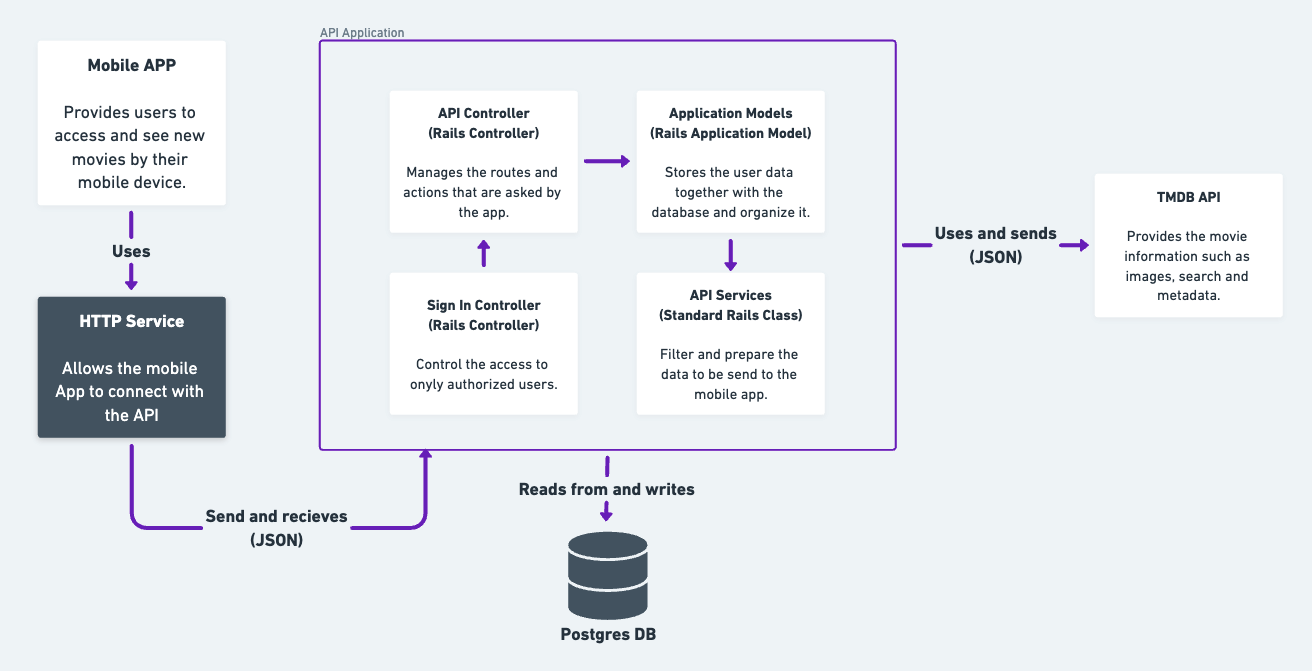 API Application
Mobile APP
Provides users to
access and see new
movies by their
mobile device.
Uses
HTTP Service
Allows the mobile
App to connect with
the API
Send and recieves
(JSON)
API Controller
(Rails Controller)
Manages the routes and
actions that are asked by
the app.
Application Models
(Rails Application Model)
Stores the user data
together with the
database and organize it.
Sign In Controller
(Rails Controller)
Control the access to
onyly authorized users.
API Services
(Standard Rails Class)
Filter and prepare the
data to be send to the
mobile app.
Reads from and writes
Postgres DB
Uses and sends
(JSON)
TMDB API
Provides the movie
information such as
images, search and
metadata.